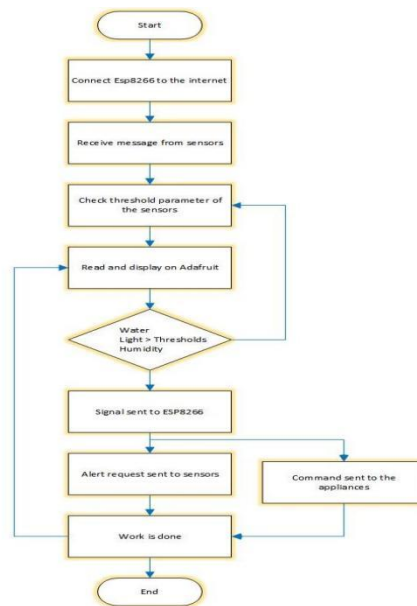 Start
Connect Esp8266 to the internet
Receive message from sensors
Check threshold parameter of
the sensors
Read and display on Adafruit
Water
Light > Thresholds
Humidity
Signal sent to ESP8266
Alert request sent to sensors
Command sent to the
appliances
Work is done
End